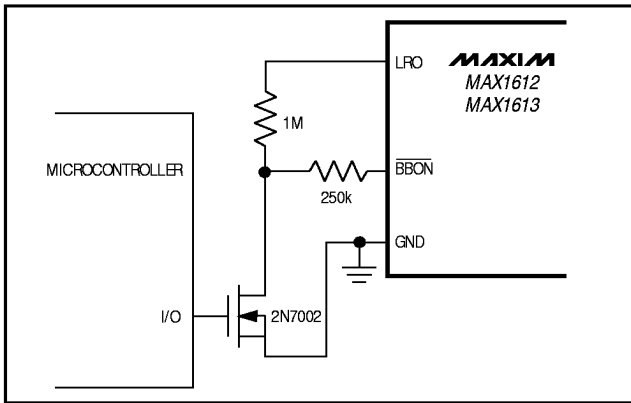 LRO
MAXIM
MAX1612
MAX1613
1M
MICROCONTROLLER
BBON
250k
GND
I/O
2N7002